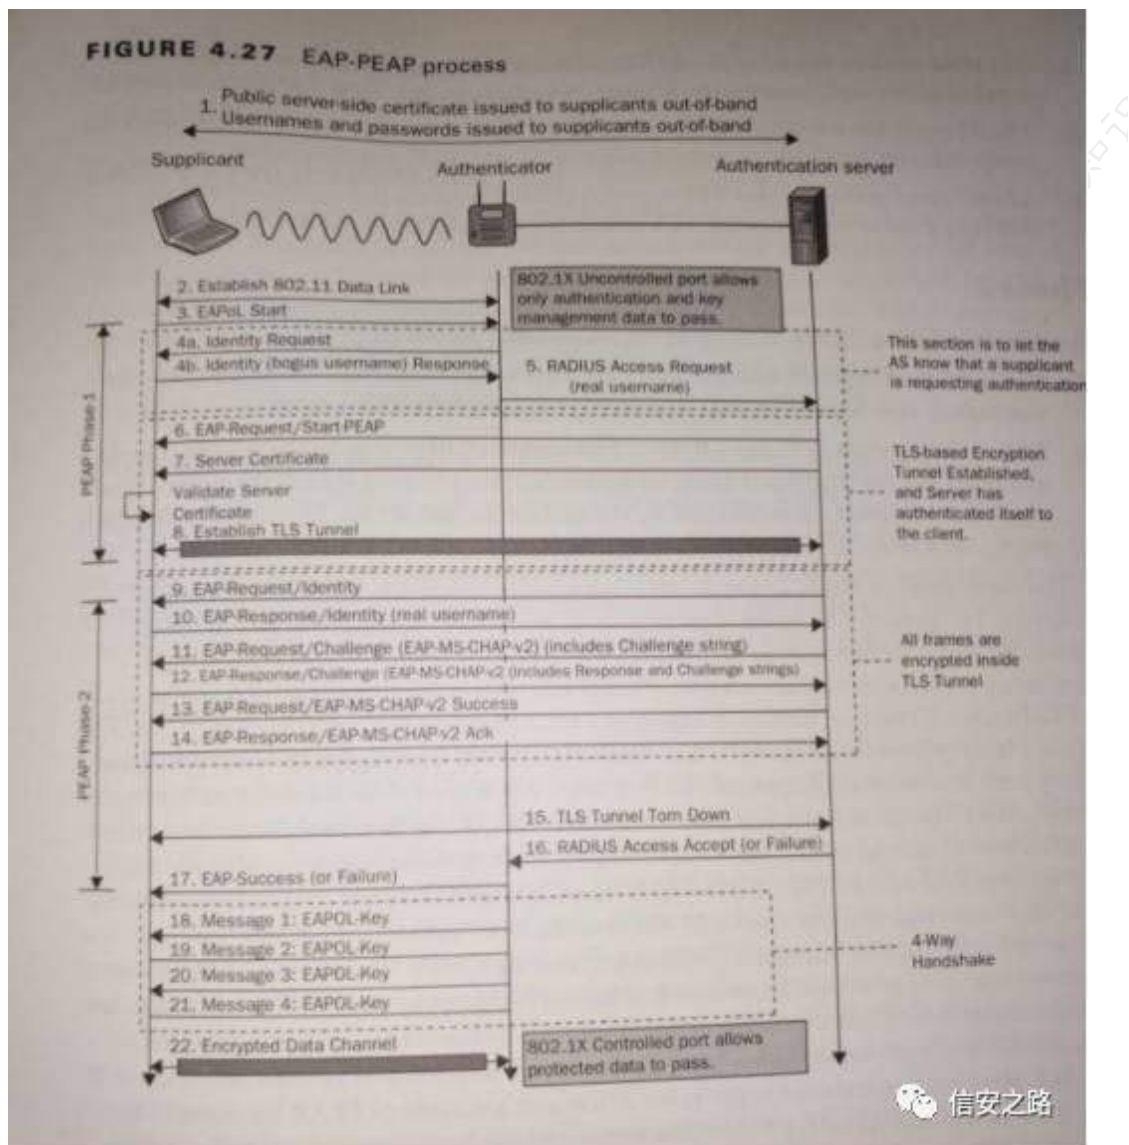 FIGURE 4.27 EAP-PEAP process
1. Public server-side certificate issued to supplicants out-of-band
Usernames and passwords issued to supplicants out-of-band
Supplicant
Authenticator
Authentication server
2. Establish 802.11 Data Link
802.1X Uncontrolled port allows
only authentication and key
management data to pass.
3. EAPoL Start
4a. Identity Request
4b. Identity (bogus username) Response
5. RADIUS Access Request
(real username)
This section is to let the
AS know that a supplicant
is requesting authentication
PEAP Phase-1
6. EAP-Request/Start-PEAP
7. Server Certificate
Validate Server
Certificate
8. Establish TLS Tunnel
TLS-based Encryption
Tunnel Established,
and Server has
authenticated itself to
the client.
9. EAP-Request/Identity
10. EAP-Response/Identity (real username)
11. EAP-Request/Challenge (EAP-MS-CHAP-v2) (includes Challenge string)
12. EAP-Response/Challenge (EAP-MS-CHAP-v2 (includes Response and Challenge strings)
13. EAP-Request/EAP-MS-CHAP-v2 Success
14. EAP-Response/EAP-MS-CHAP-v2 Ack
All frames are
encrypted inside
TLS Tunnel
PEAP Phase-2
15. TLS Tunnel Torn Down
16. RADIUS Access Accept (or Failure)
17. EAP-Success (or Failure)
18. Message 1: EAPOL-Key
19. Message 2: EAPOL-Key
20. Message 3: EAPOL-Key
21. Message 4: EAPOL-Key
4-Way
Handshake
22. Encrypted Data Channel
802.1X Controlled port allows
protected data to pass.
信安之路